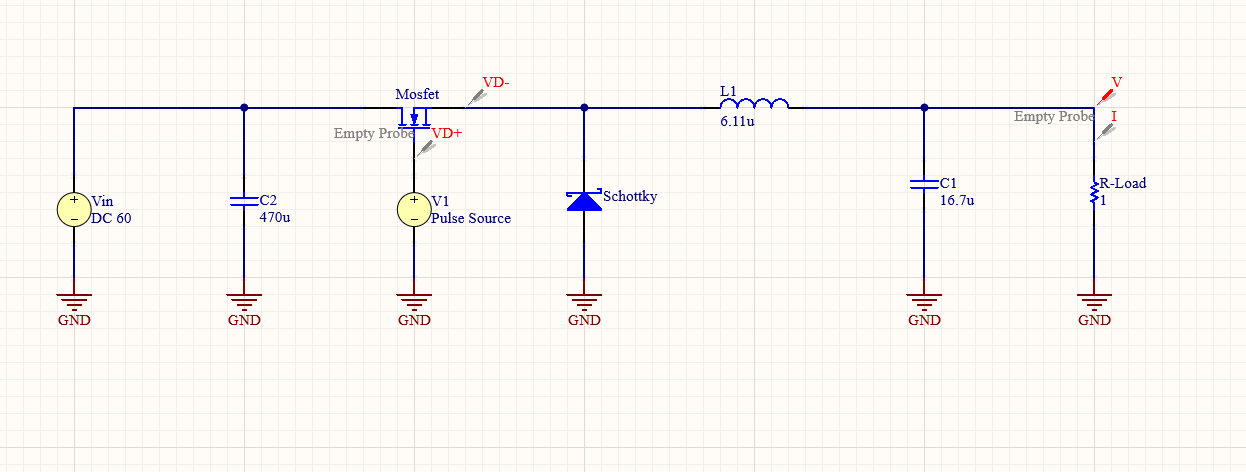 VD-
V
Mosfet
L1
Empty Probe
I
6.11u
Empty Probe
VD+
Vin
DC 60
C2
470u
V1
Pulse Source
Schottky
C1
16.7u
R-Load
1
GND
GND
GND
GND
GND
GND